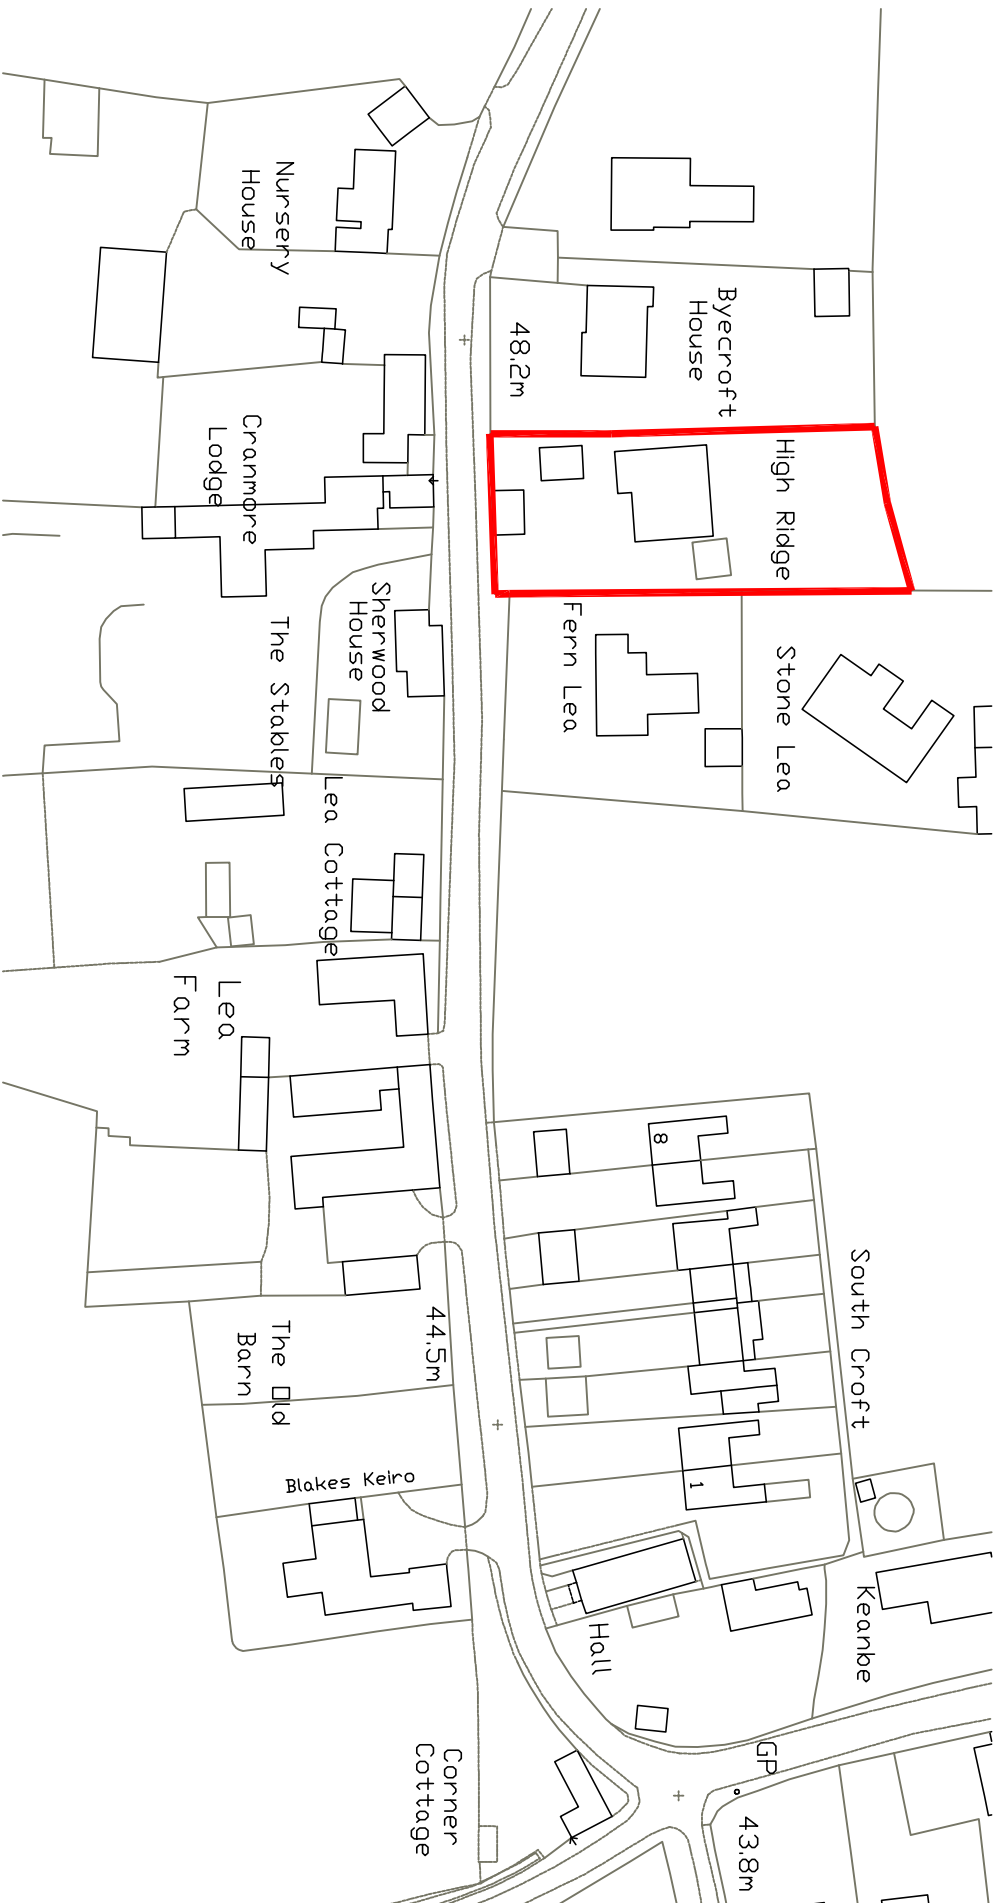 Nursery
House
Byecroft
House
48.2m
Cranmore
Lodge
High Ridge
Sherwood
House
The Stables
Fern Lea
Stone Lea
Lea Cottage
Lea
Farm
8
South Croft
44.5m
The Old
Barn
Blakes Keiro
1
Keanbe
Hall
Corner
Cottage
GP
43.8m